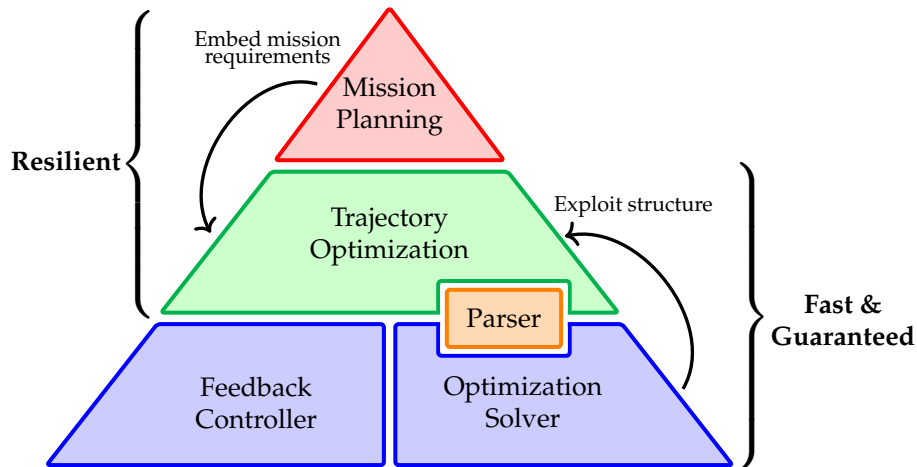 Embed mission
requirements
Mission
Planning
Resilient
Exploit structure
Trajectory
Optimization
Parser
Fast &
Guaranteed
Feedback
Controller
Optimization
Solver